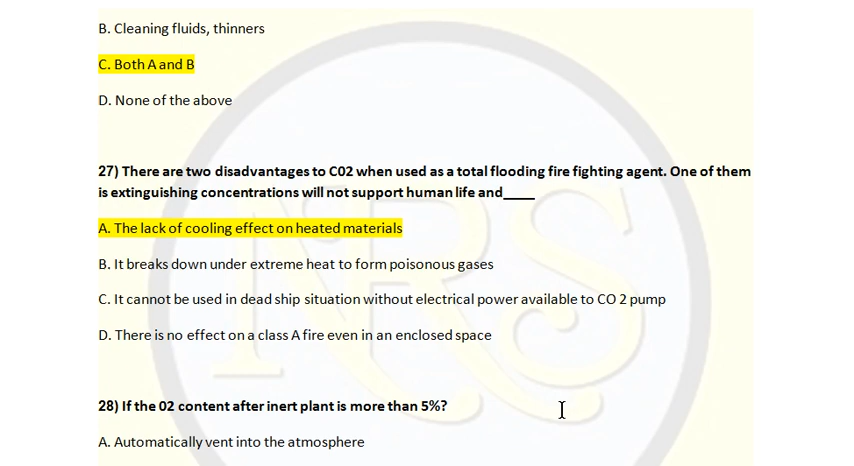 B. Cleaning fluids, thinners
C. Both A and B
D. None of the above
27) There are two disadvantages to C02 when used as a total flooding fire fighting agent. One of them
is extinguishing concentrations will not support human life and____
A. The lack of cooling effect on heated materials
B. It breaks down under extreme heat to form poisonous gases
C. It cannot be used in dead ship situation without electrical power available to CO 2 pump
D. There is no effect on a class A fire even in an enclosed space
28) If the 02 content after inert plant is more than 5%?
A. Automatically vent into the atmosphere
NRS